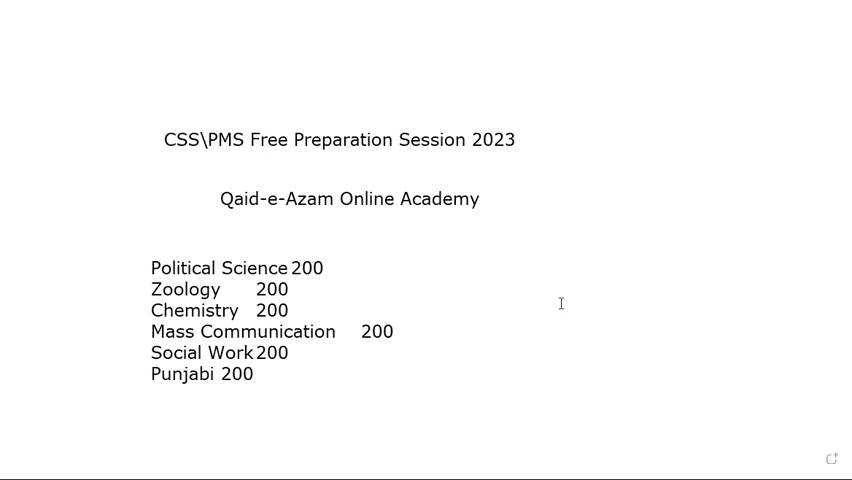 CSS\PMS Free Preparation Session 2023
Qaid-e-Azam Online Academy
Political Science 200
Zoology 200
Chemistry 200
Mass Communication 200
Social Work 200
Punjabi 200